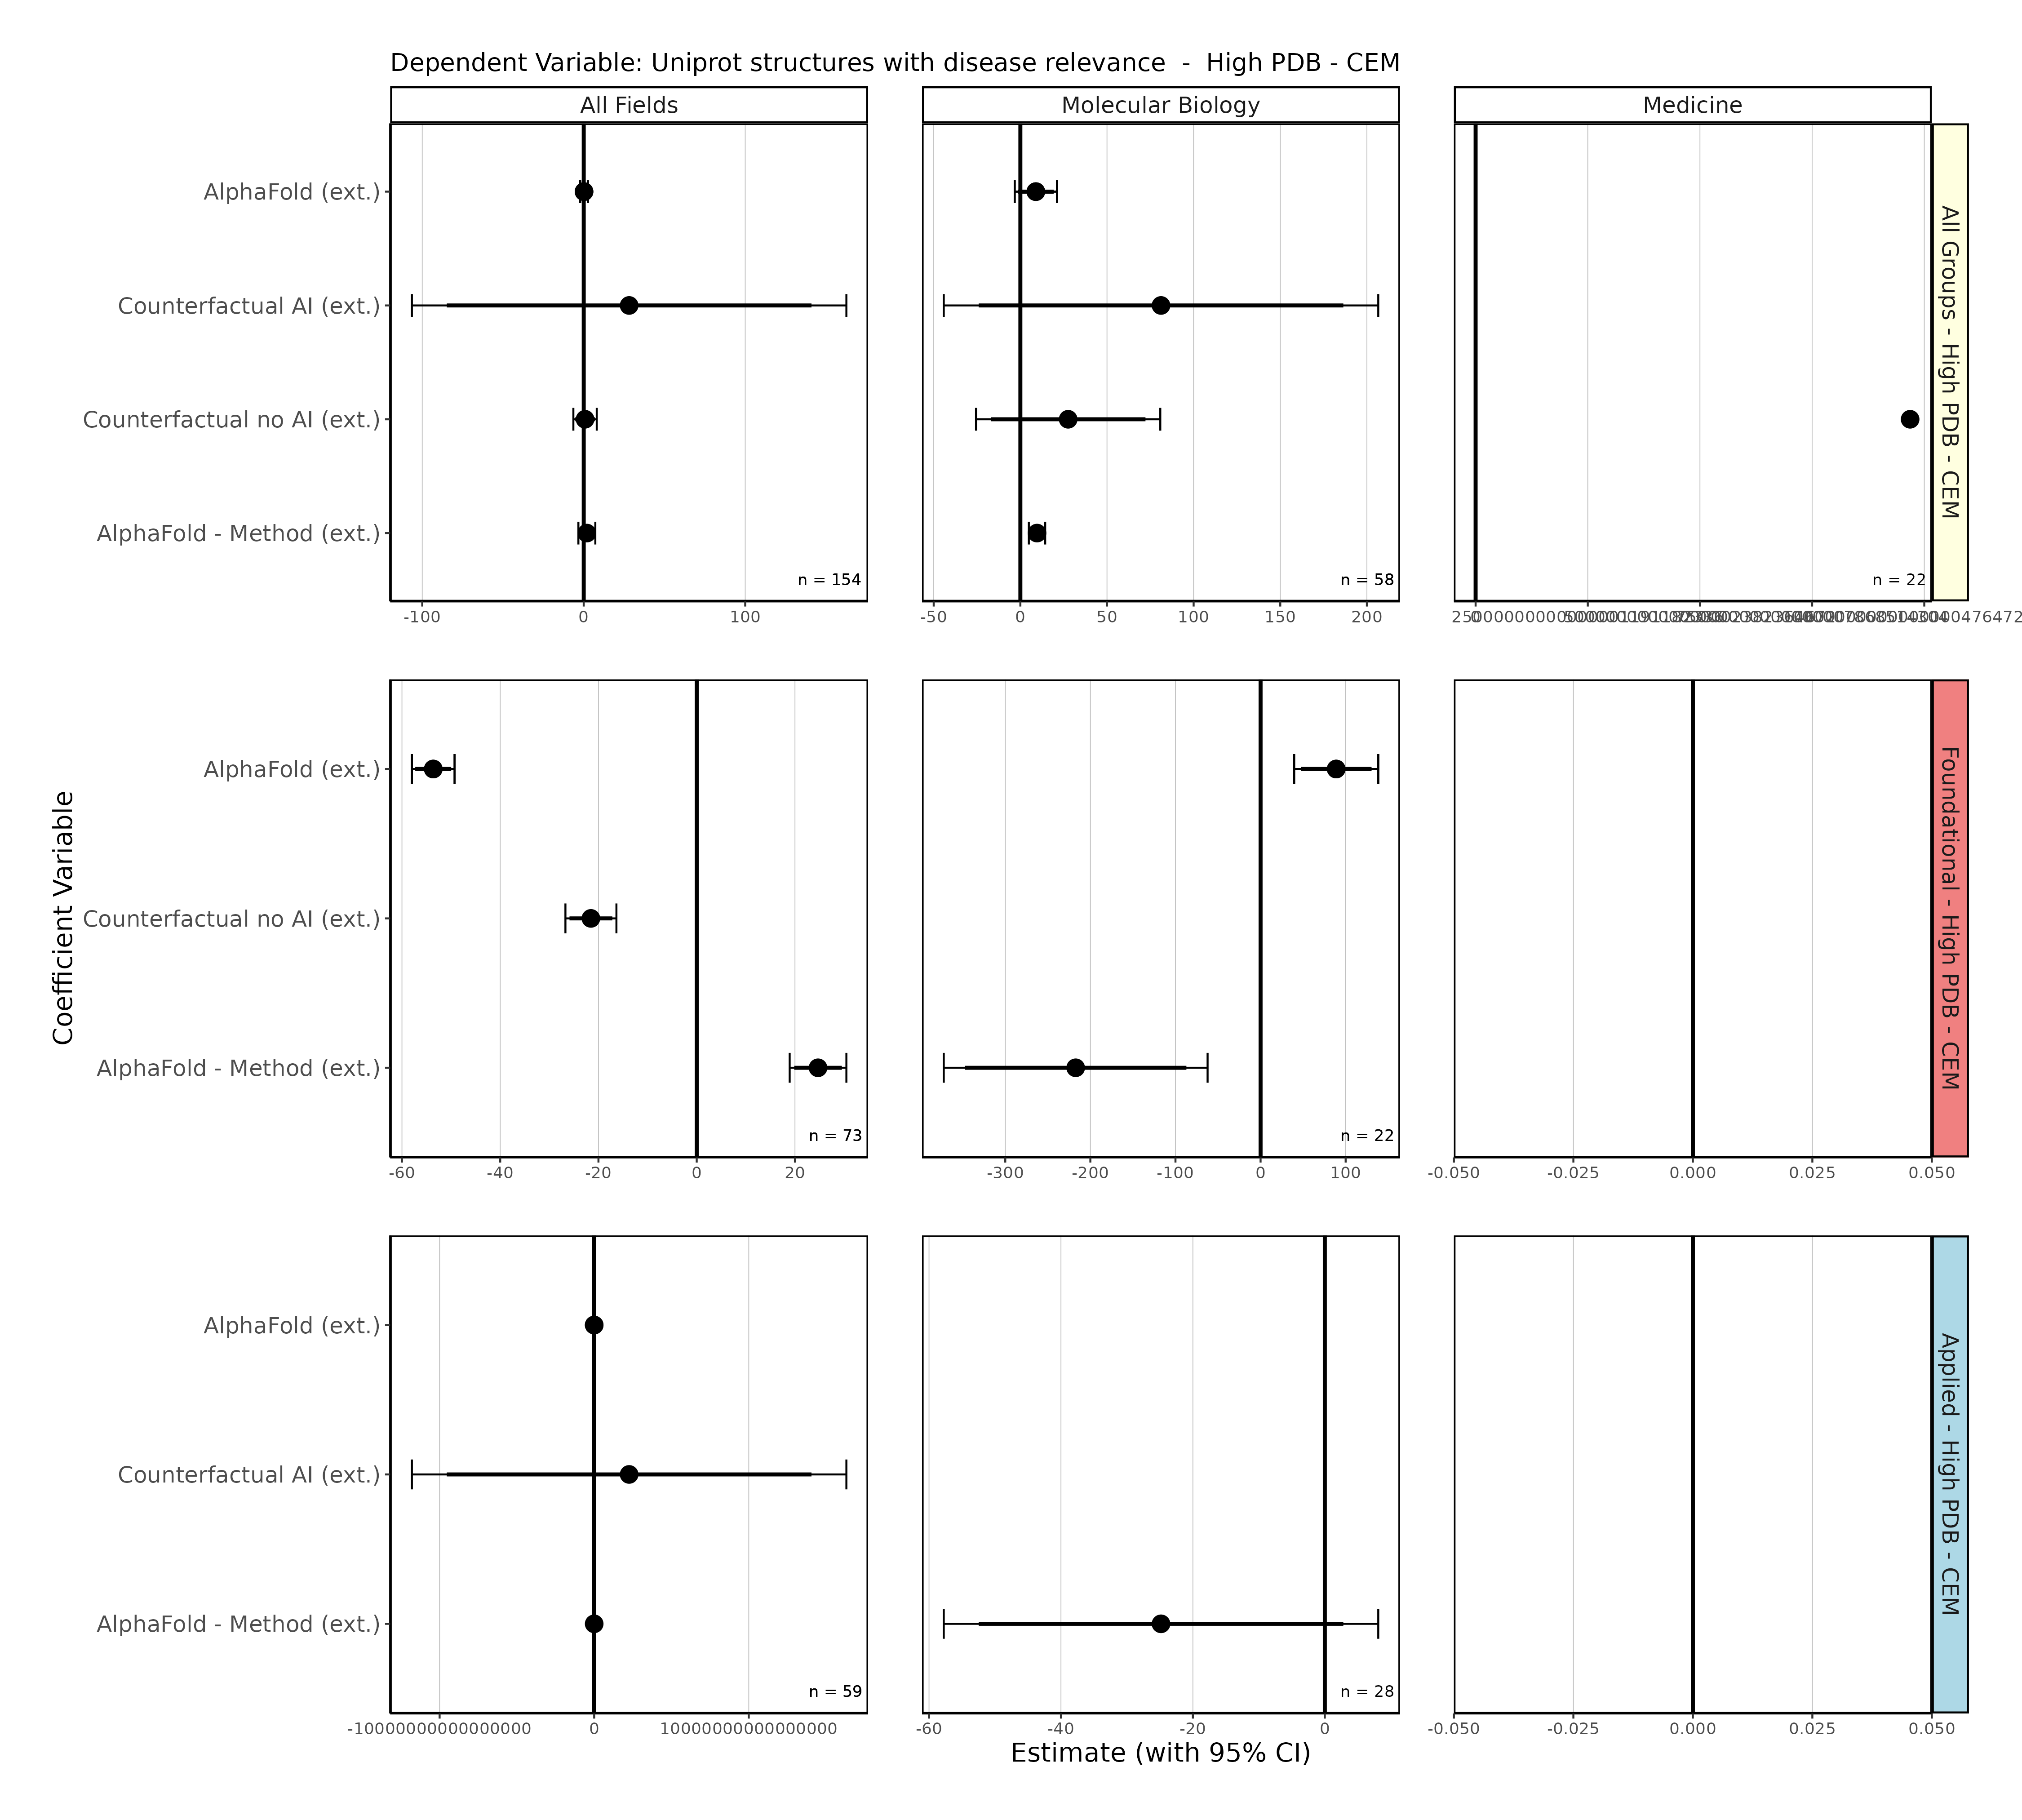 Dependent Variable: Uniprot structures with disease relevance  -  High PDB - CEM
All Fields
Molecular Biology
Medicine
AlphaFold (ext.)
Counterfactual AI (ext.)
Counterfactual no AI (ext.)
AlphaFold - Method (ext.)
n = 154
n = 58
n = 22
All Groups - High PDB - CEM
-100
0
100
-50
0
50
100
150
200
Coefficient Variable
AlphaFold (ext.)
Counterfactual no AI (ext.)
AlphaFold - Method (ext.)
n = 73
n = 22
Foundational - High PDB - CEM
-60
-40
-20
0
20
-300
-200
-100
0
100
-0.050
-0.025
0.000
0.025
0.050
AlphaFold (ext.)
Counterfactual AI (ext.)
AlphaFold - Method (ext.)
n = 59
n = 28
Applied - High PDB - CEM
0
-60
-40
-20
0
-0.050
-0.025
0.000
0.025
0.050
Estimate (with 95% CI)